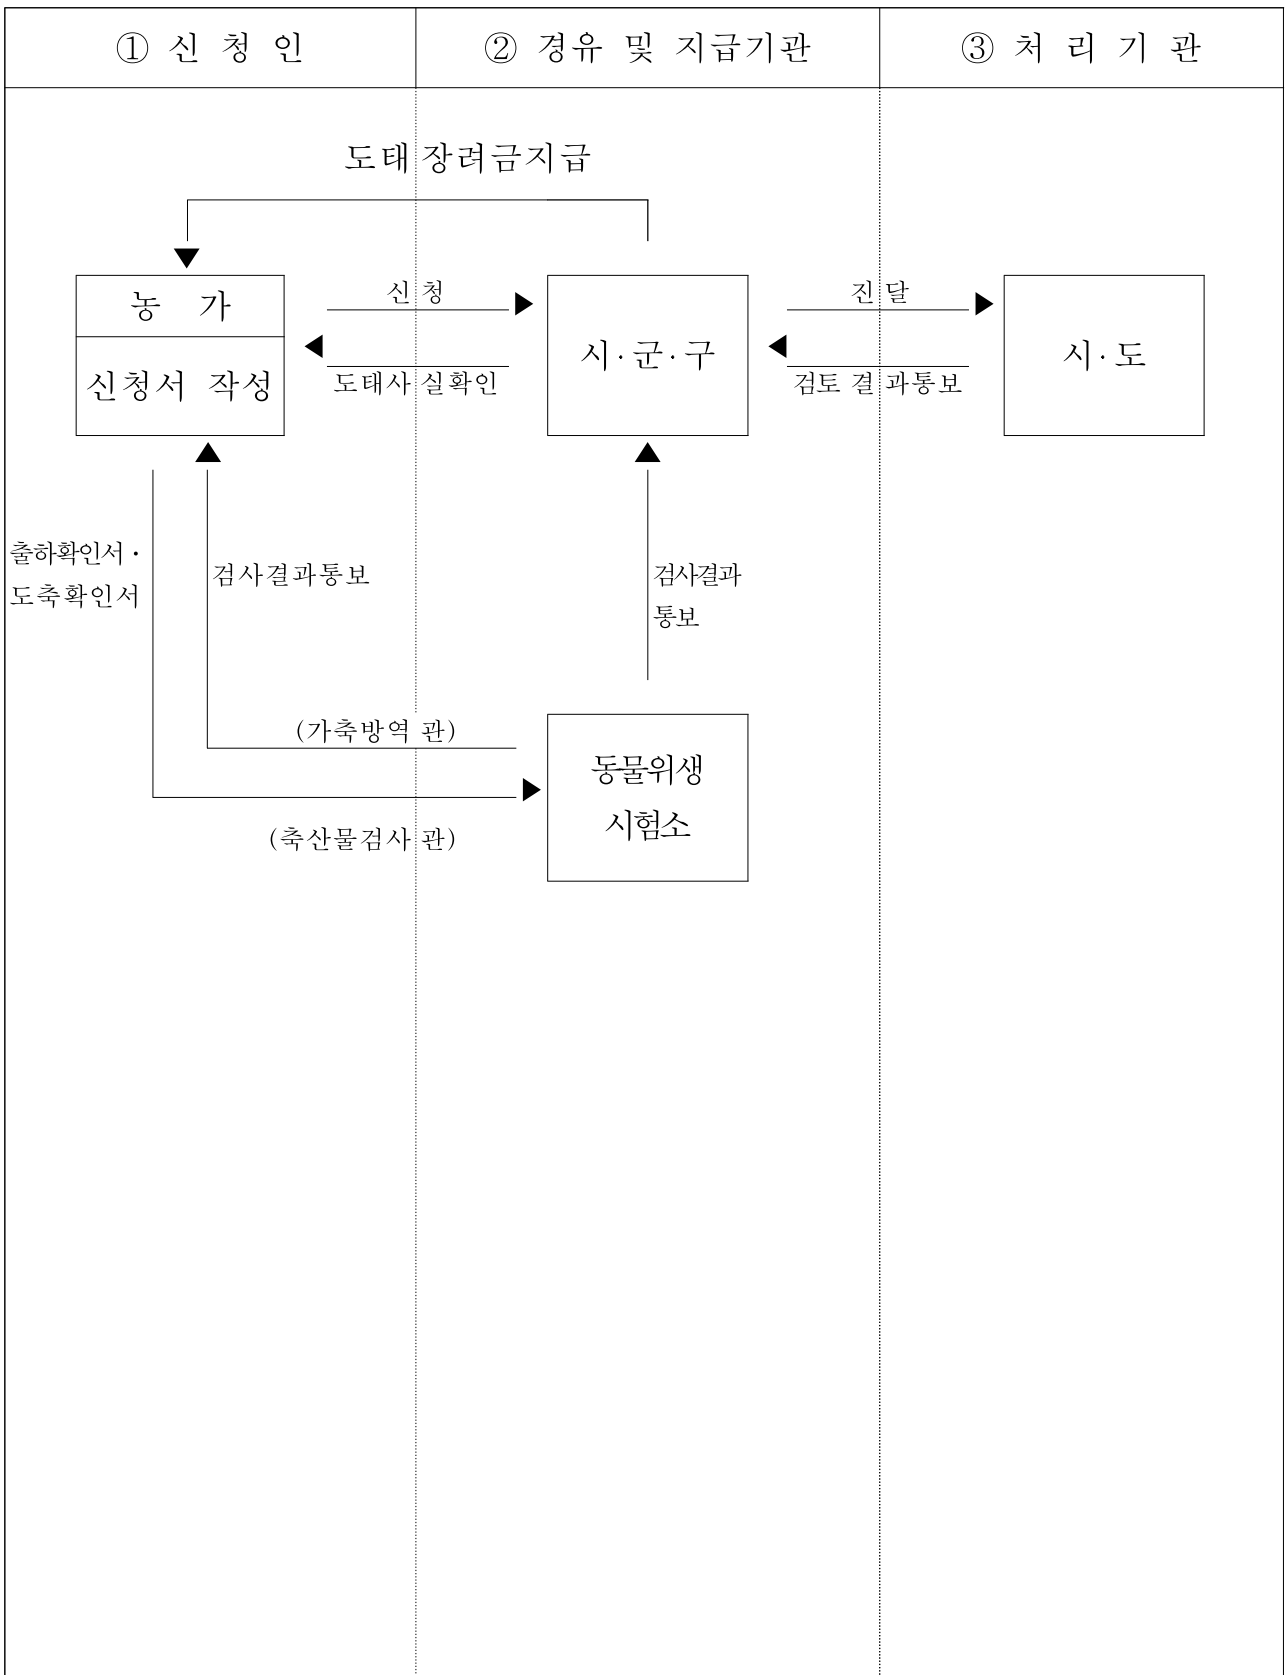 ① 신 청 인
② 경유 및 지급기관
③ 처 리 기 관
도태 장려금지급
농 가
신청서 작성
신 청
도태사 실확인
시·군·구
진 달
검토 결 과통보
시·도
출하확인서·
도축확인서
검사결과통보
검사결과
통보
(가축방역 관)
(축산물검사 관)
동물위생
시험소